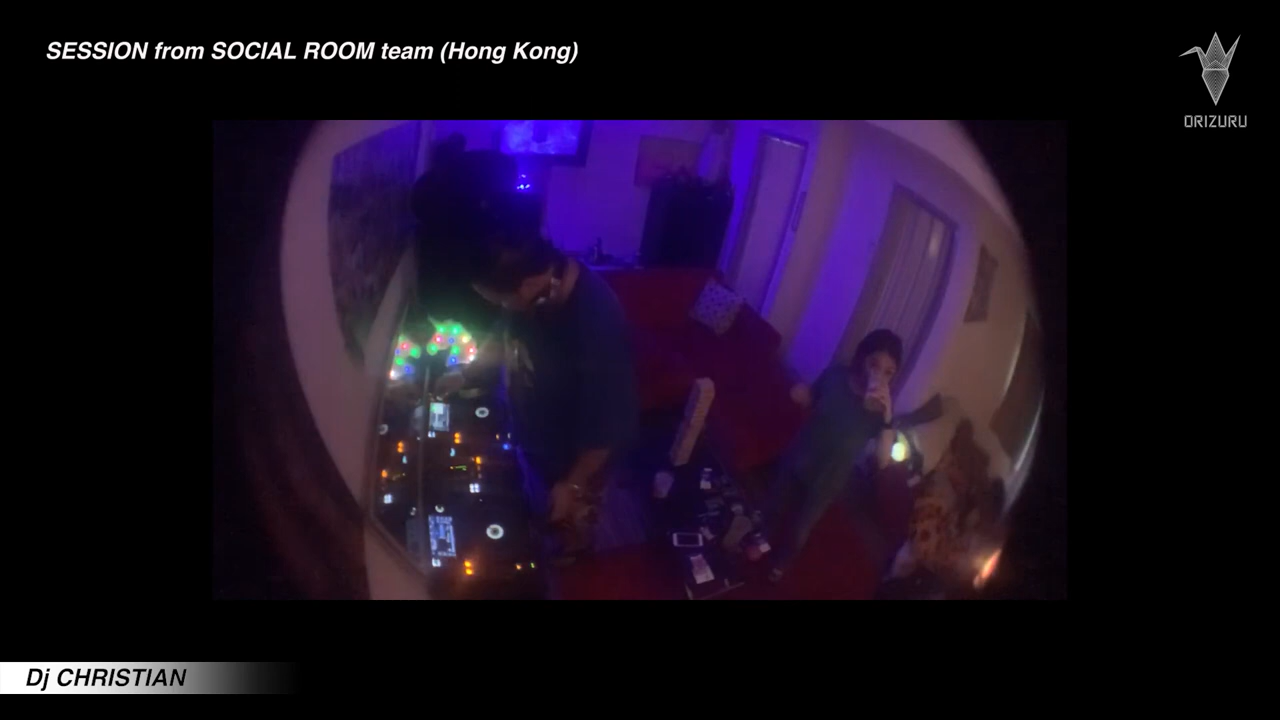 SESSION from SOCIAL ROOM team (Hong Kong)
ORIZURU
Dj CHRISTIAN